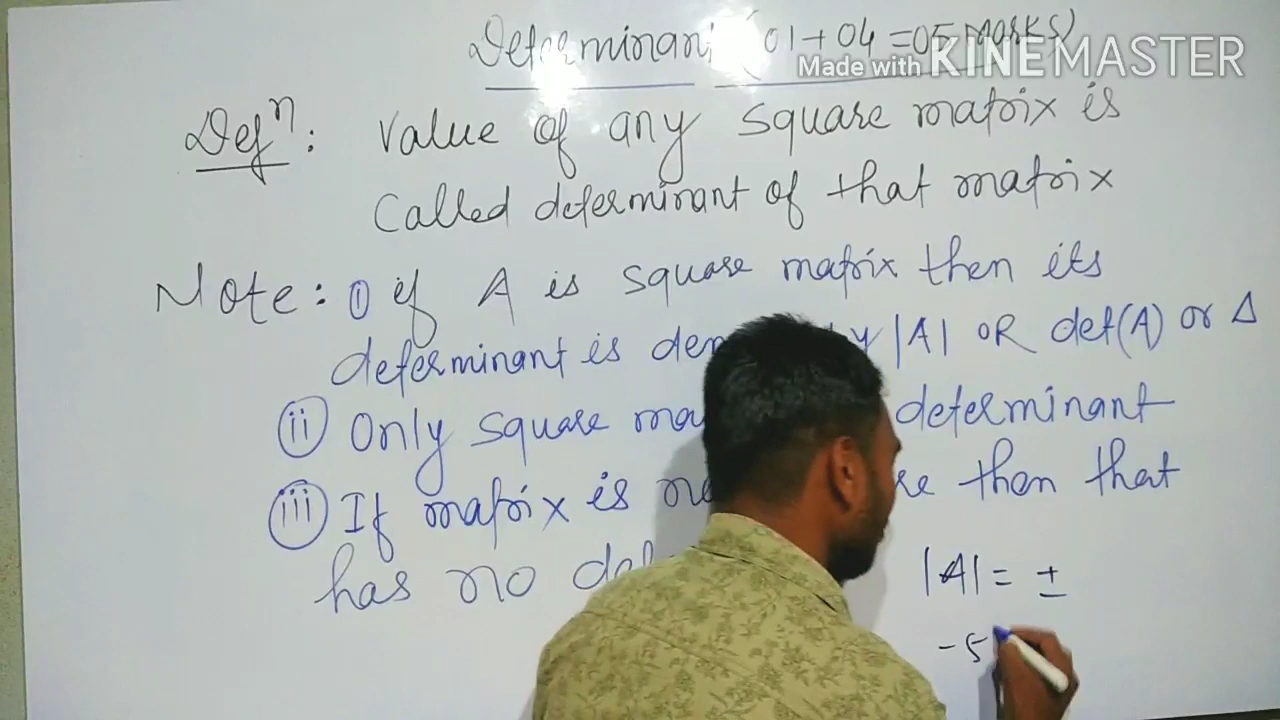 Determinant (01+04=05 Marks)
Made with KINEMASTER
Defⁿ: Value of any square matrix is
Called determinant of that matrix
Note: ① if A is square matrix then its
determinant is den y |A| OR det(A) or Δ
ⅱ Only square ma determinant
ⅲ If matrix is no re then that
has no de
|A| = ±
-5